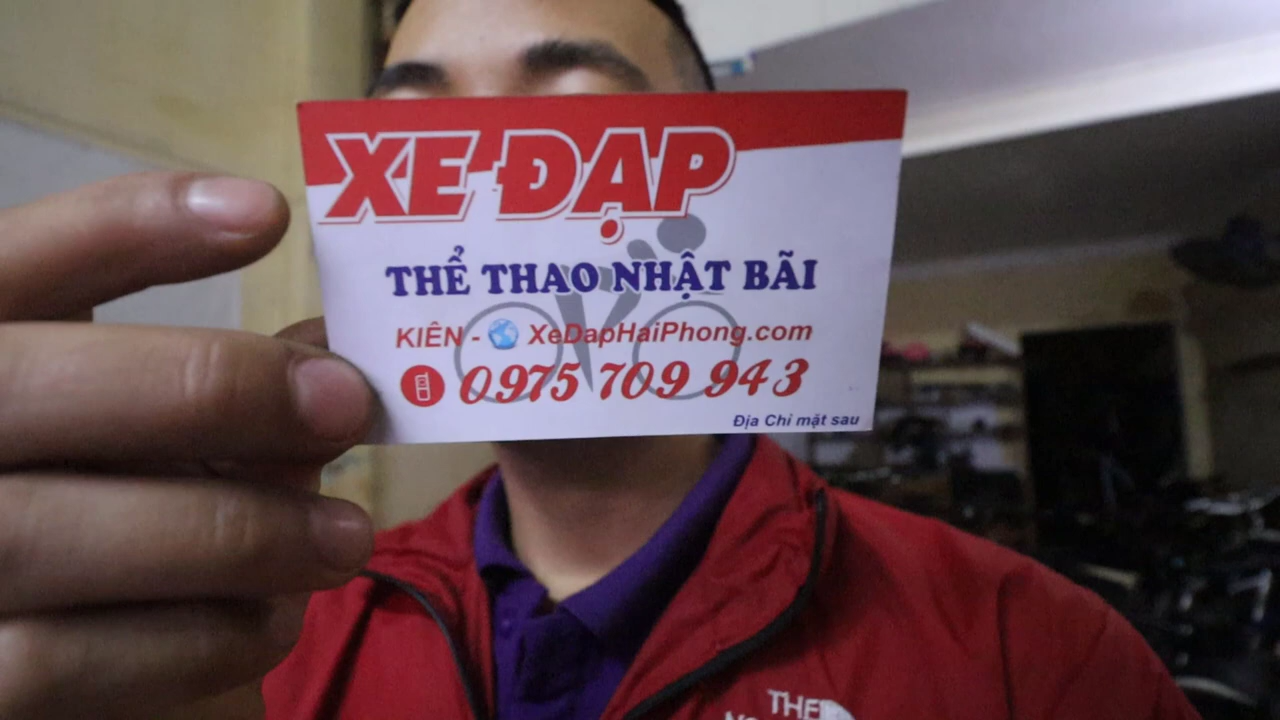 XE ĐẠP
THỂ THAO NHẬT BÃI
KIÊN - XeDapHaiPhong.com
0975 709 943
Địa Chỉ mặt sau
THE